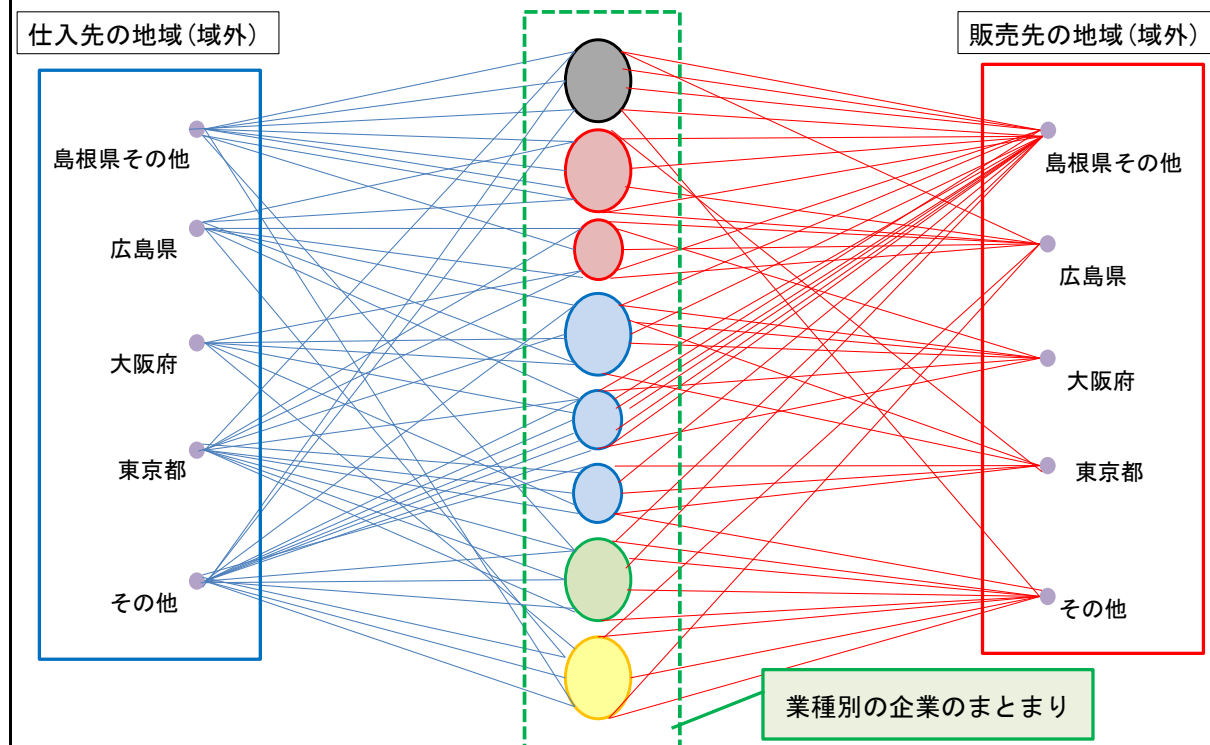 仕入先の地域(域外)
島根県その他
広島県
大阪府
東京都
その他
販売先の地域(域外)
島根県その他
広島県
大阪府
東京都
その他
業種別の企業のまとまり